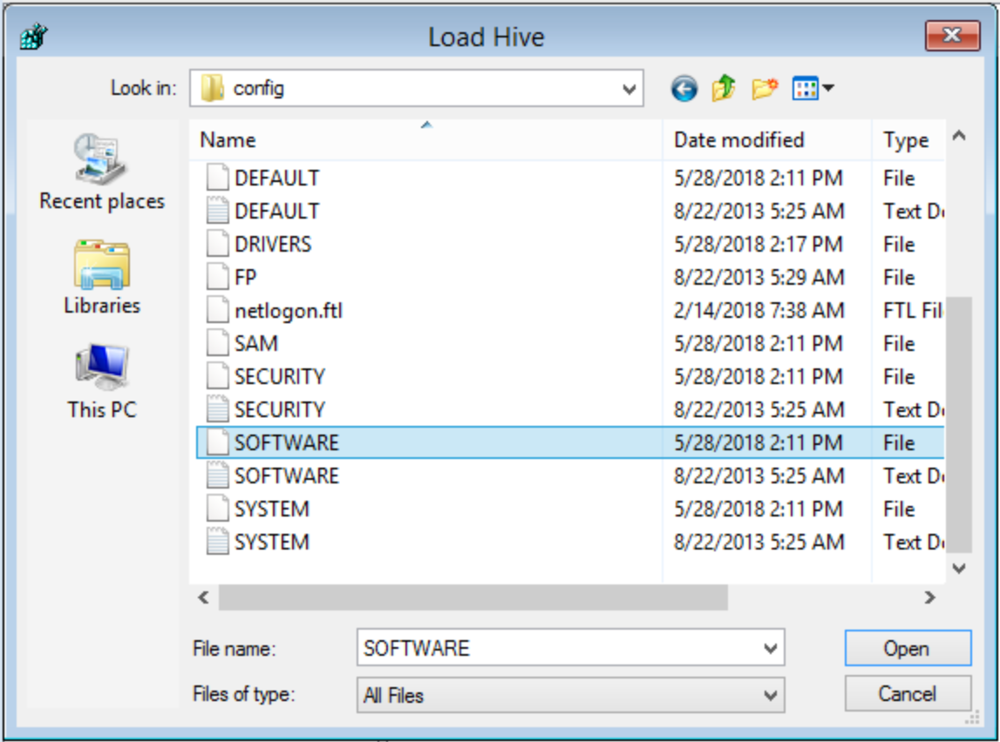 Load Hive
Look in: config
Recent places
Libraries
This PC
Name Date modified Type
DEFAULT 5/28/2018 2:11 PM File
DEFAULT 8/22/2013 5:25 AM Text D
DRIVERS 5/28/2018 2:17 PM File
FP 8/22/2013 5:29 AM File
netlogon.ftl 2/14/2018 7:38 AM FTL Fil
SAM 5/28/2018 2:11 PM File
SECURITY 5/28/2018 2:11 PM File
SECURITY 8/22/2013 5:25 AM Text D
SOFTWARE 5/28/2018 2:11 PM File
SOFTWARE 8/22/2013 5:25 AM Text D
SYSTEM 5/28/2018 2:11 PM File
SYSTEM 8/22/2013 5:25 AM Text D
File name: SOFTWARE Open
Files of type: All Files Cancel